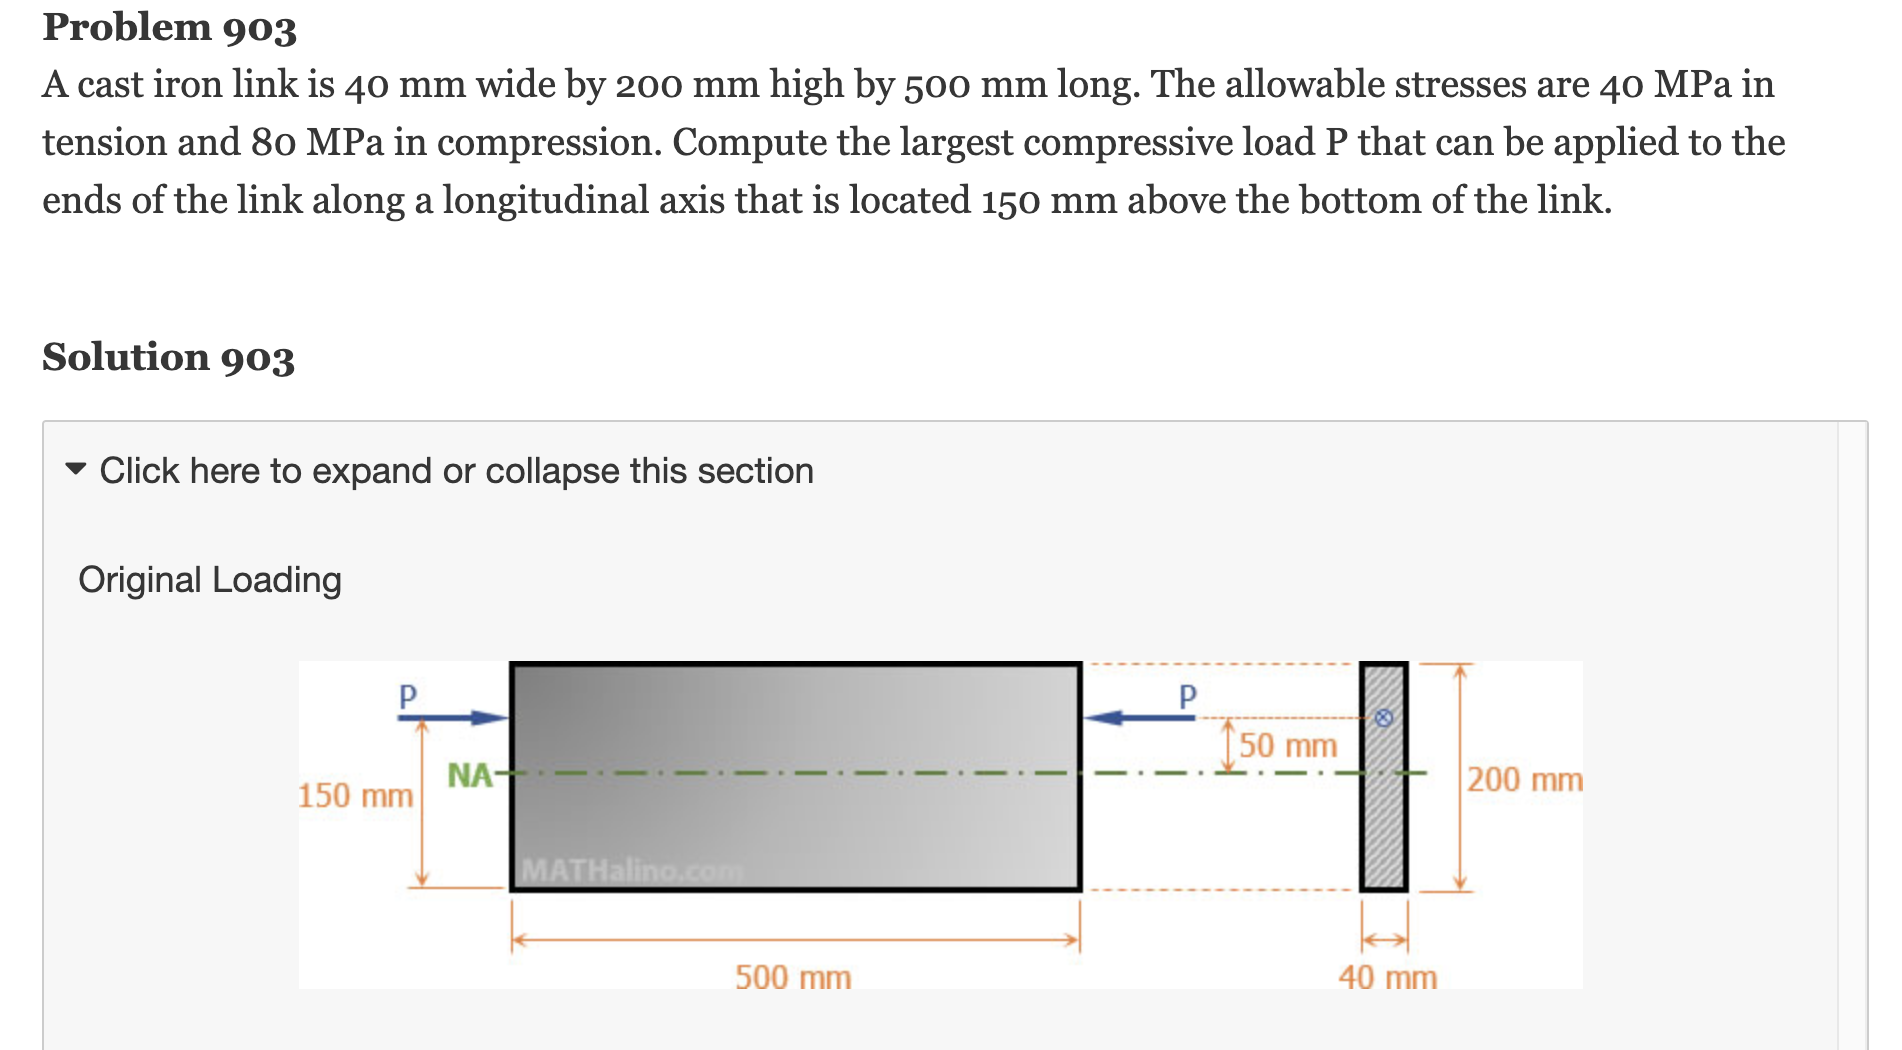 Problem 903
A cast iron link is 40 mm wide by 200 mm high by 500 mm long. The allowable stresses are 40 MPa in
tension and 80 MPa in compression. Compute the largest compressive load P that can be applied to the
ends of the link along a longitudinal axis that is located 150 mm above the bottom of the link.
Solution 903
Click here to expand or collapse this section
Original Loading
P
P
50 mm
NA
150 mm
200 mm
MATHalino.com
500 mm
40 mm